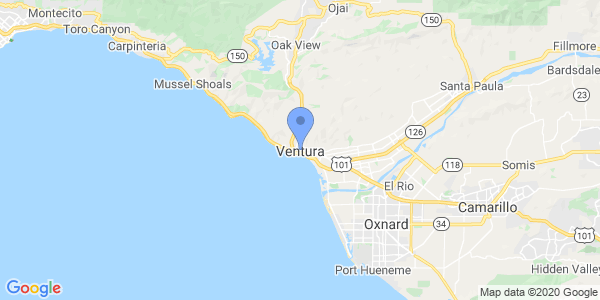 Montecito
Toro Canyon
Carpinteria
Ojai
150
Oak View
150
Fillmore
Bardsdale
Mussel Shoals
Santa Paula
23
126
Ventura
101
118
Somis
El Rio
Camarillo
Oxnard
34
101
Port Hueneme
Hidden Valley
Google
Map data ©2020 Google